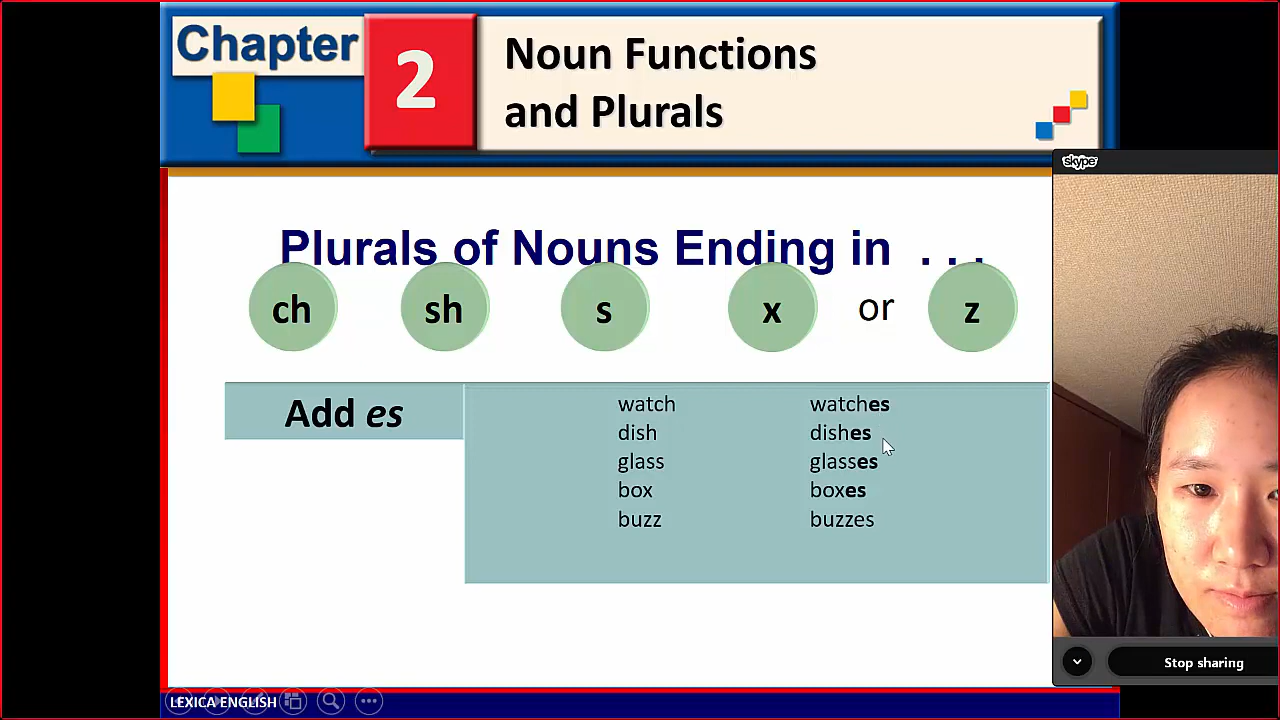 Chapter 2
Noun Functions
and Plurals
skype
Plurals of Nouns Ending in . . .
ch sh s x or z
Add es
watch watches
dish dishes
glass glasses
box boxes
buzz buzzes
Stop sharing
LEXICA ENGLISH